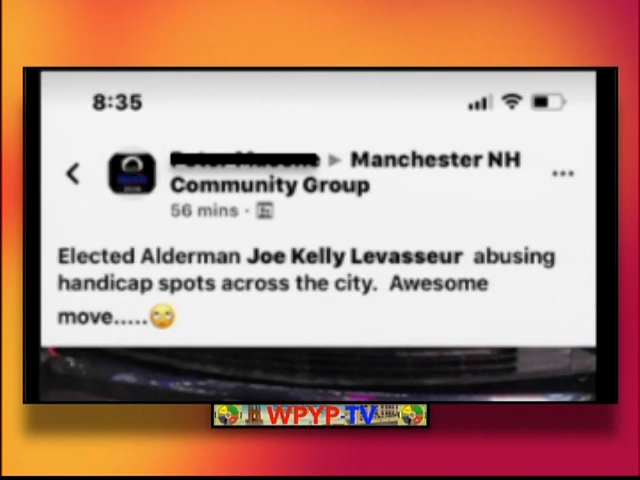 8:35
▸ Manchester NH
Community Group
56 mins ·
Elected Alderman Joe Kelly Levasseur abusing
handicap spots across the city. Awesome
move.....🙄
WPYP-TV